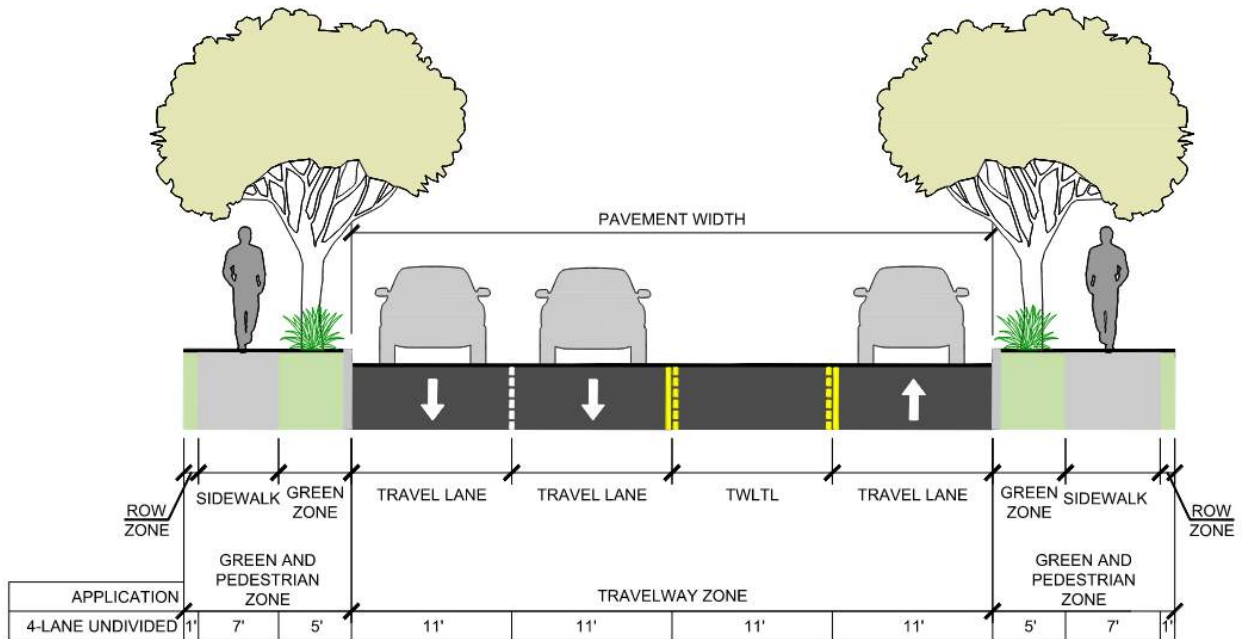 PAVEMENT WIDTH
ROW
ZONE
SIDEWALK
GREEN
ZONE
TRAVEL LANE
TRAVEL LANE
TWLTL
TRAVEL LANE
GREEN
ZONE
SIDEWALK
ROW
ZONE
GREEN AND
PEDESTRIAN
ZONE
TRAVELWAY ZONE
GREEN AND
PEDESTRIAN
ZONE
APPLICATION
4-LANE UNDIVIDED 1' 7' 5' 11' 11' 11' 11' 5' 7' 1'